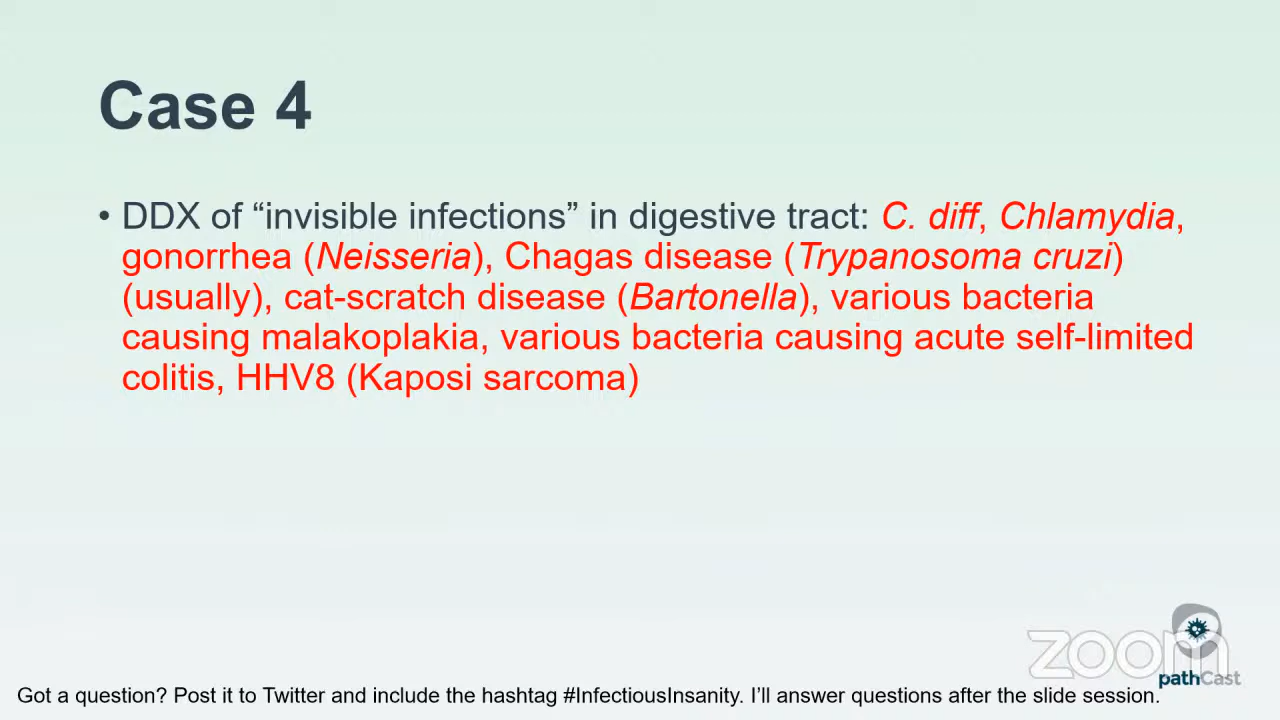 Case 4
• DDX of “invisible infections” in digestive tract: C. diff, Chlamydia,
gonorrhea (Neisseria), Chagas disease (Trypanosoma cruzi)
(usually), cat-scratch disease (Bartonella), various bacteria
causing malakoplakia, various bacteria causing acute self-limited
colitis, HHV8 (Kaposi sarcoma)
zoom
pathCast
Got a question? Post it to Twitter and include the hashtag #InfectiousInsanity. I’ll answer questions after the slide session.